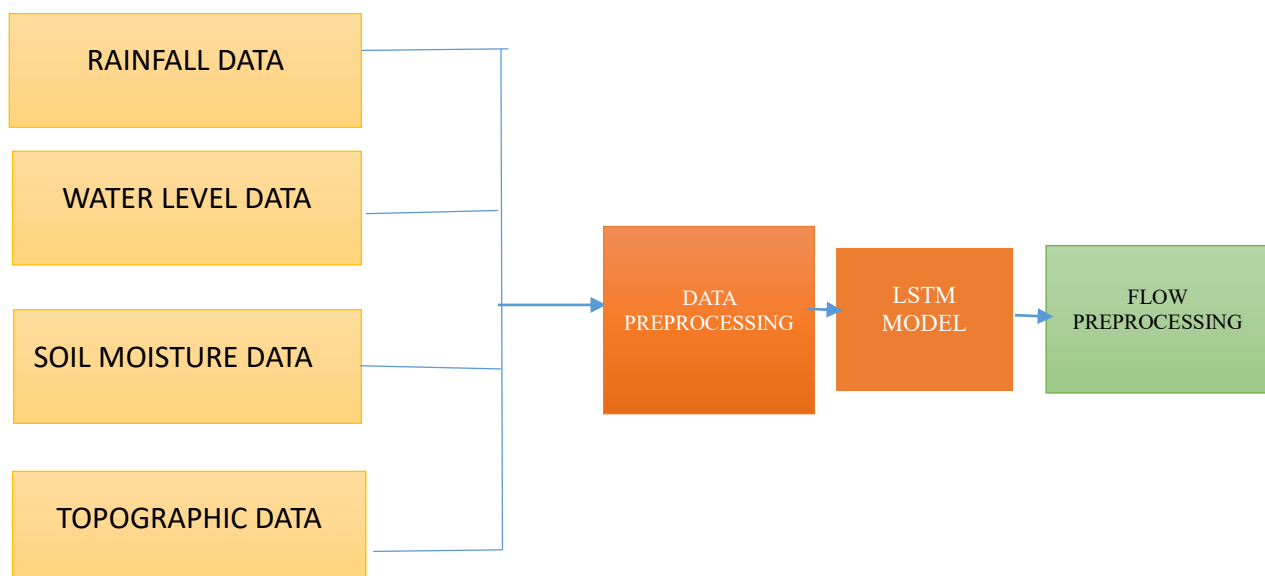 RAINFALL DATA
WATER LEVEL DATA
SOIL MOISTURE DATA
TOPOGRAPHIC DATA
DATA
PREPROCESSING
LSTM
MODEL
FLOW
PREPROCESSING